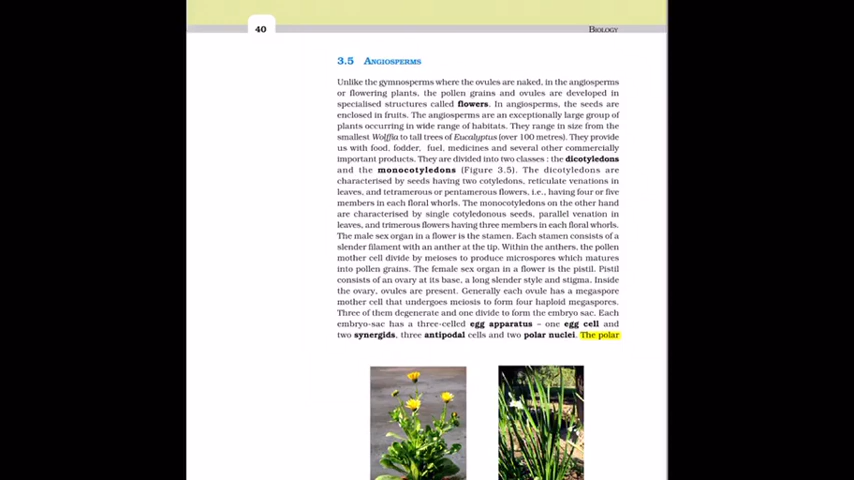 40
BIOLOGY
3.5 ANGIOSPERMS
Unlike the gymnosperms where the ovules are naked, in the angiosperms
or flowering plants, the pollen grains and ovules are developed in
specialised structures called flowers. In angiosperms, the seeds are
enclosed in fruits. The angiosperms are an exceptionally large group of
plants occurring in wide range of habitats. They range in size from the
smallest Wolffia to tall trees of Eucalyptus (over 100 metres). They provide
us with food, fodder, fuel, medicines and several other commercially
important products. They are divided into two classes : the dicotyledons
and the monocotyledons (Figure 3.5). The dicotyledons are
characterised by seeds having two cotyledons, reticulate venations in
leaves, and tetramerous or pentamerous flowers, i.e., having four or five
members in each floral whorls. The monocotyledons on the other hand
are characterised by single cotyledonous seeds, parallel venation in
leaves, and trimerous flowers having three members in each floral whorls.
The male sex organ in a flower is the stamen. Each stamen consists of a
slender filament with an anther at the tip. Within the anthers, the pollen
mother cell divide by meioses to produce microspores which matures
into pollen grains. The female sex organ in a flower is the pistil. Pistil
consists of an ovary at its base, a long slender style and stigma. Inside
the ovary, ovules are present. Generally each ovule has a megaspore
mother cell that undergoes meiosis to form four haploid megaspores.
Three of them degenerate and one divide to form the embryo sac. Each
embryo-sac has a three-celled egg apparatus – one egg cell and
two synergids, three antipodal cells and two polar nuclei. The polar